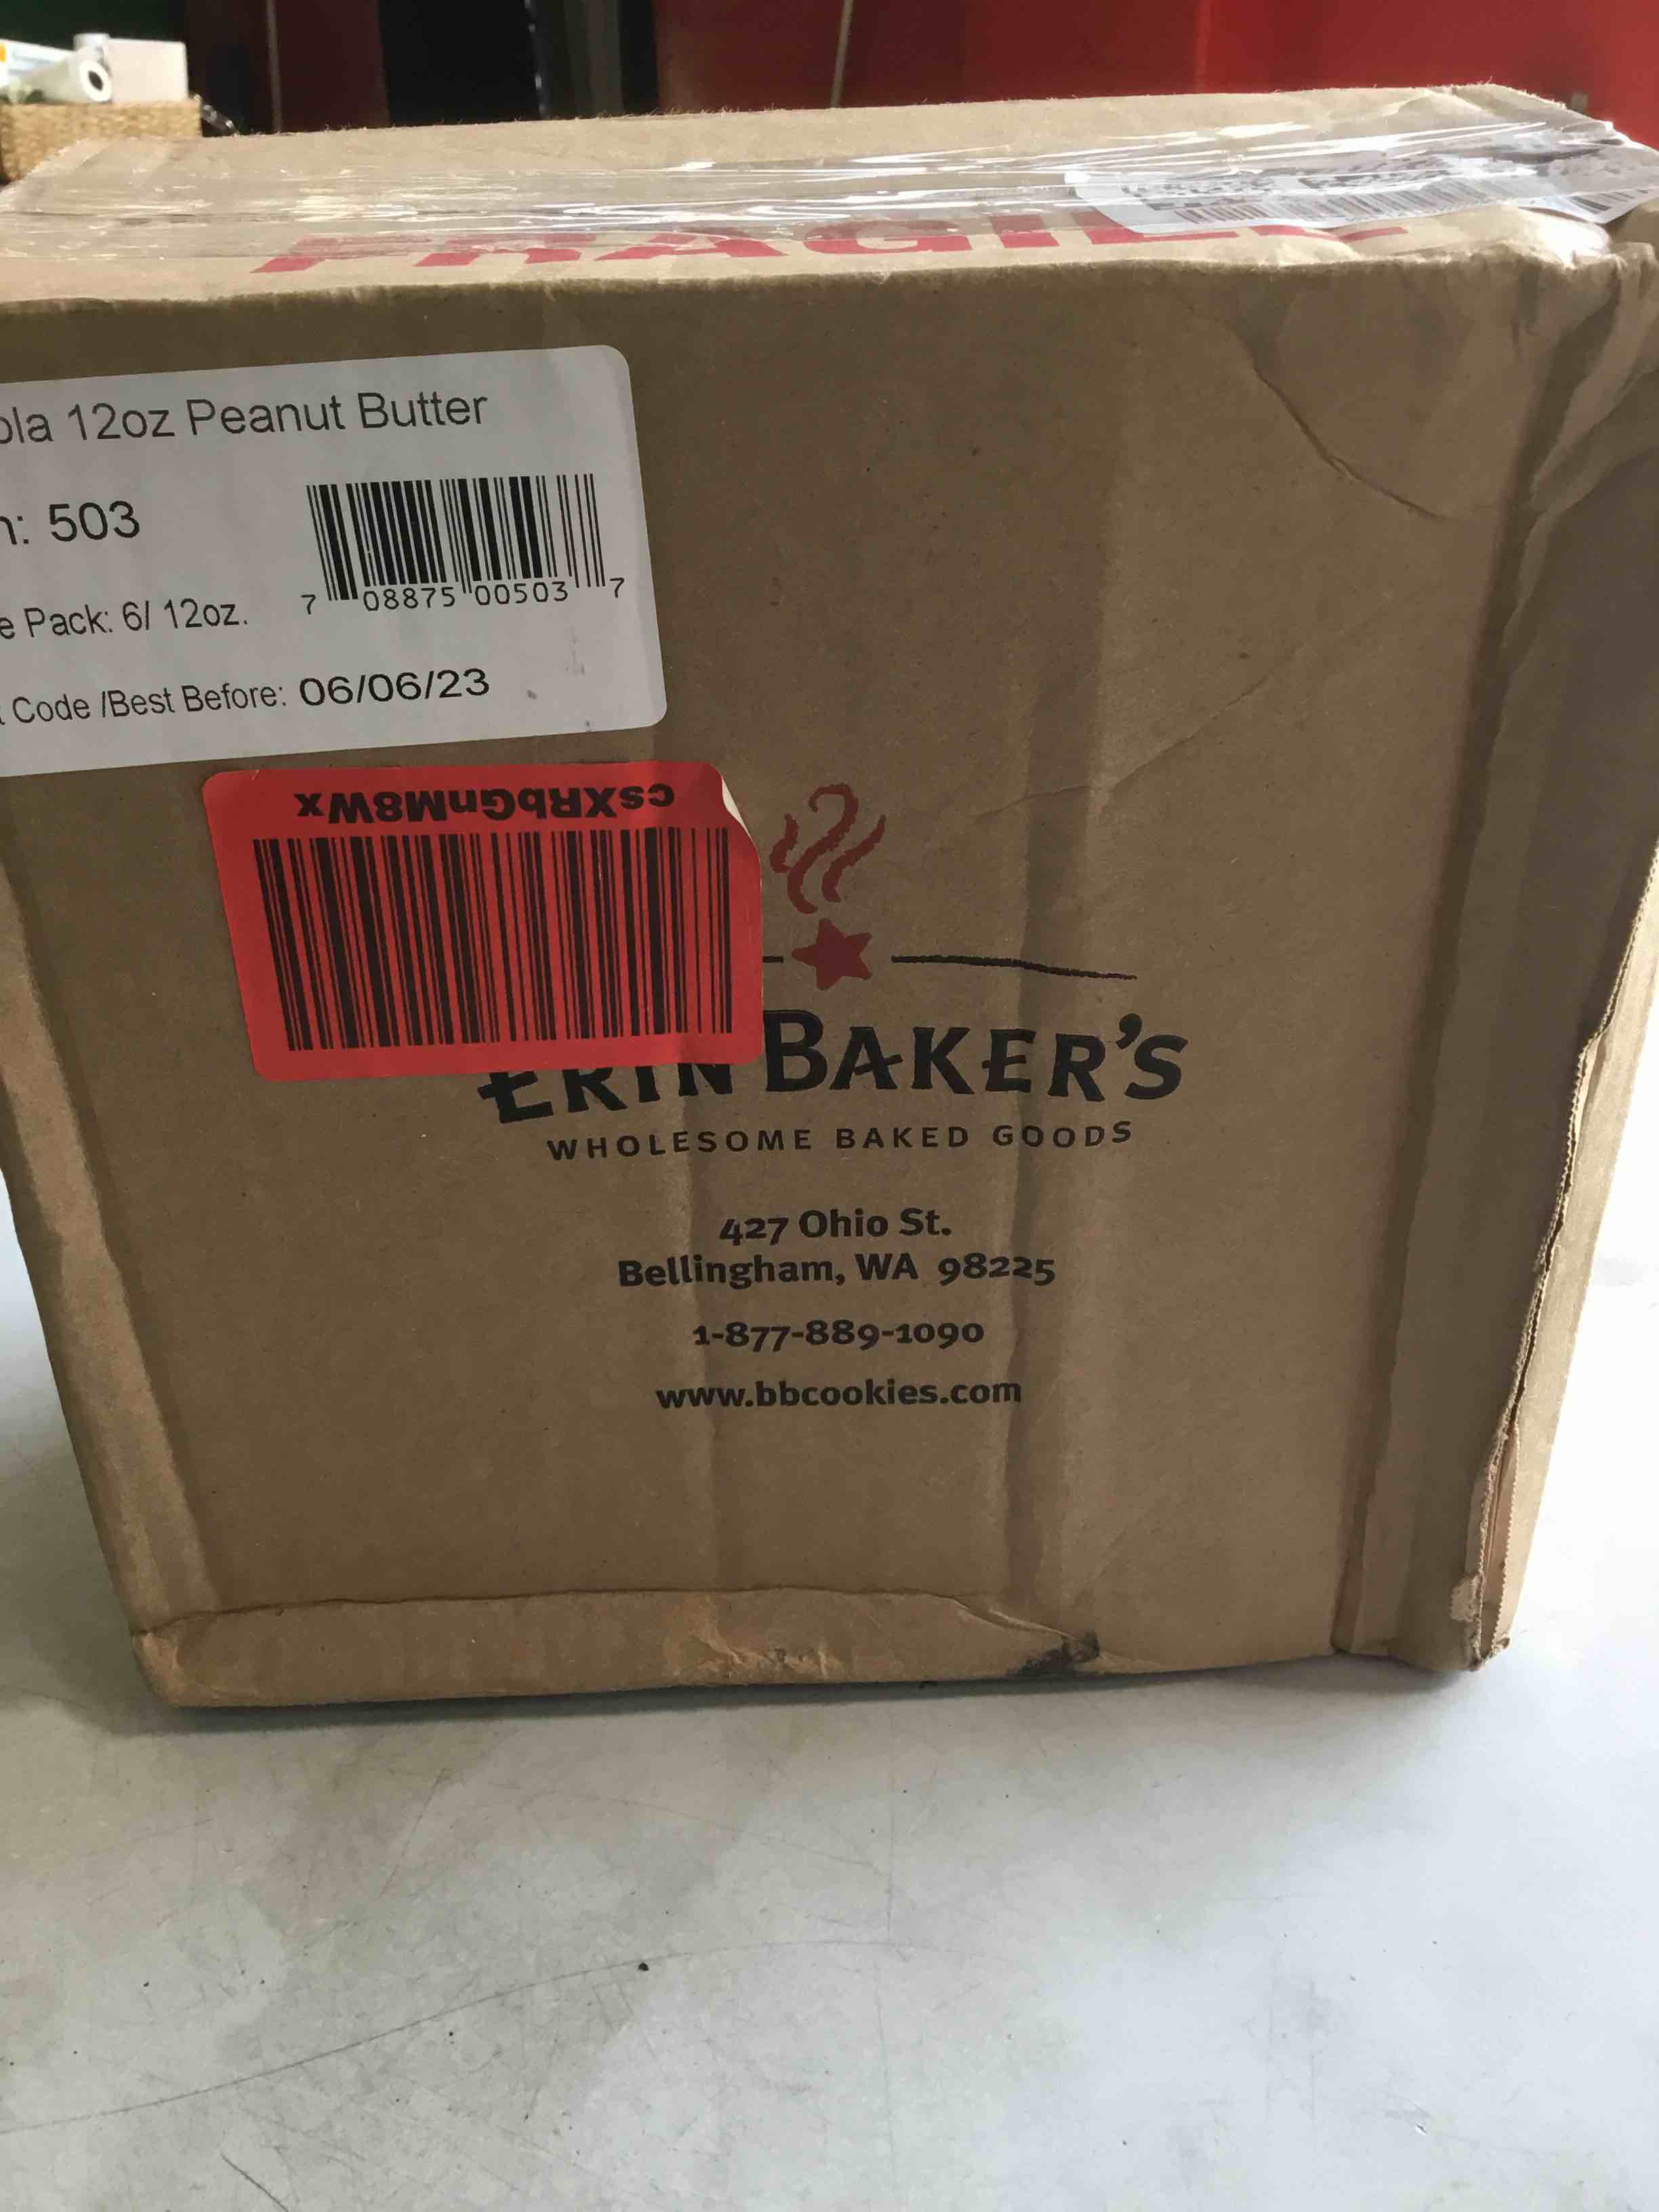 FRAGILE
ola 12oz Peanut Butter
n: 503
7 08875 00503 7
e Pack: 6/ 12oz.
t Code /Best Before: 06/06/23
csXRbGnM8Wx
ERIN BAKER'S
WHOLESOME BAKED GOODS
427 Ohio St.
Bellingham, WA 98225
1-877-889-1090
www.bbcookies.com